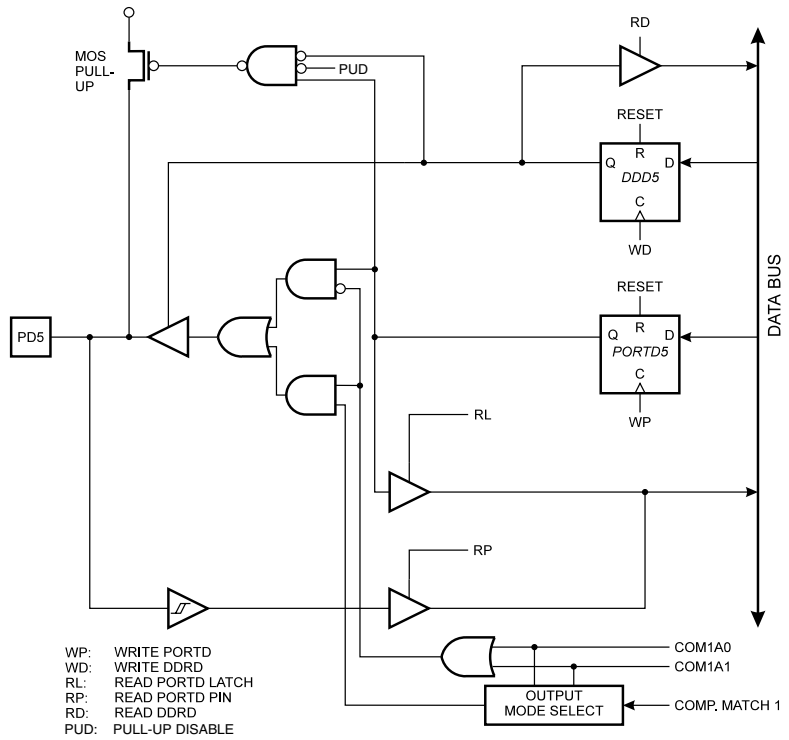 RD
MOS
PULL-
UP
PUD
RESET
R
Q
D
DDD5
C
WD
RESET
DATA BUS
PD5
R
Q
D
PORTD5
C
WP
RL
RP
WP: WRITE PORTD
WD: WRITE DDRD
RL: READ PORTD LATCH
RP: READ PORTD PIN
RD: READ DDRD
PUD: PULL-UP DISABLE
COM1A0
COM1A1
OUTPUT
MODE SELECT
COMP. MATCH 1